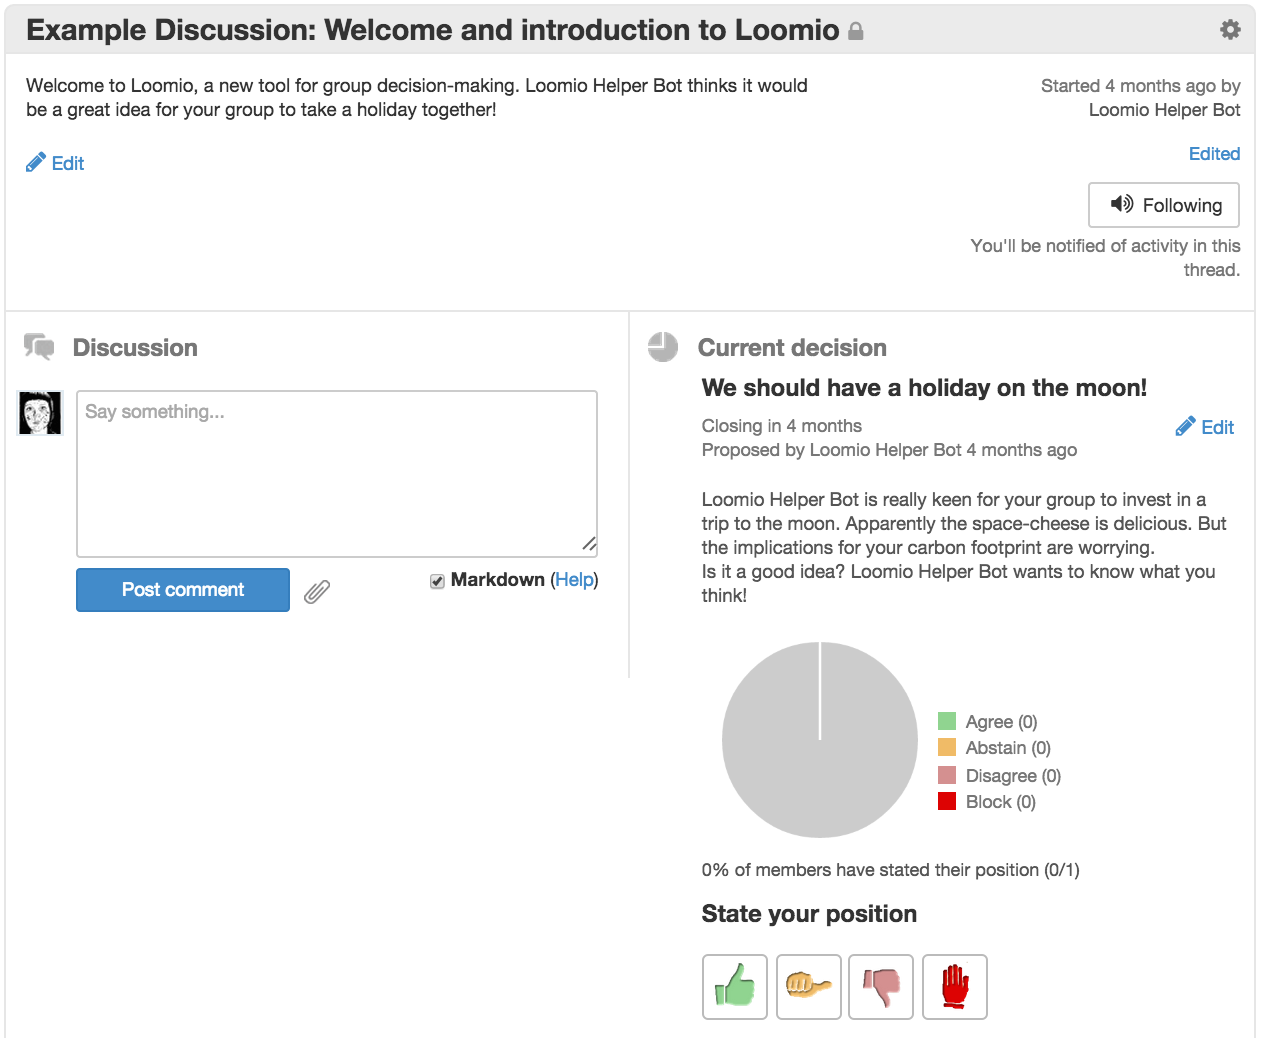 Example Discussion: Welcome and introduction to Loomio
Welcome to Loomio, a new tool for group decision-making. Loomio Helper Bot thinks it would
be a great idea for your group to take a holiday together!
Edit
Started 4 months ago by
Loomio Helper Bot
Edited
Following
You'll be notified of activity in this
thread.
Discussion
Say something...
Post comment
Markdown (Help)
Current decision
We should have a holiday on the moon!
Closing in 4 months
Proposed by Loomio Helper Bot 4 months ago
Edit
Loomio Helper Bot is really keen for your group to invest in a
trip to the moon. Apparently the space-cheese is delicious. But
the implications for your carbon footprint are worrying.
Is it a good idea? Loomio Helper Bot wants to know what you
think!
Agree (0)
Abstain (0)
Disagree (0)
Block (0)
0% of members have stated their position (0/1)
State your position